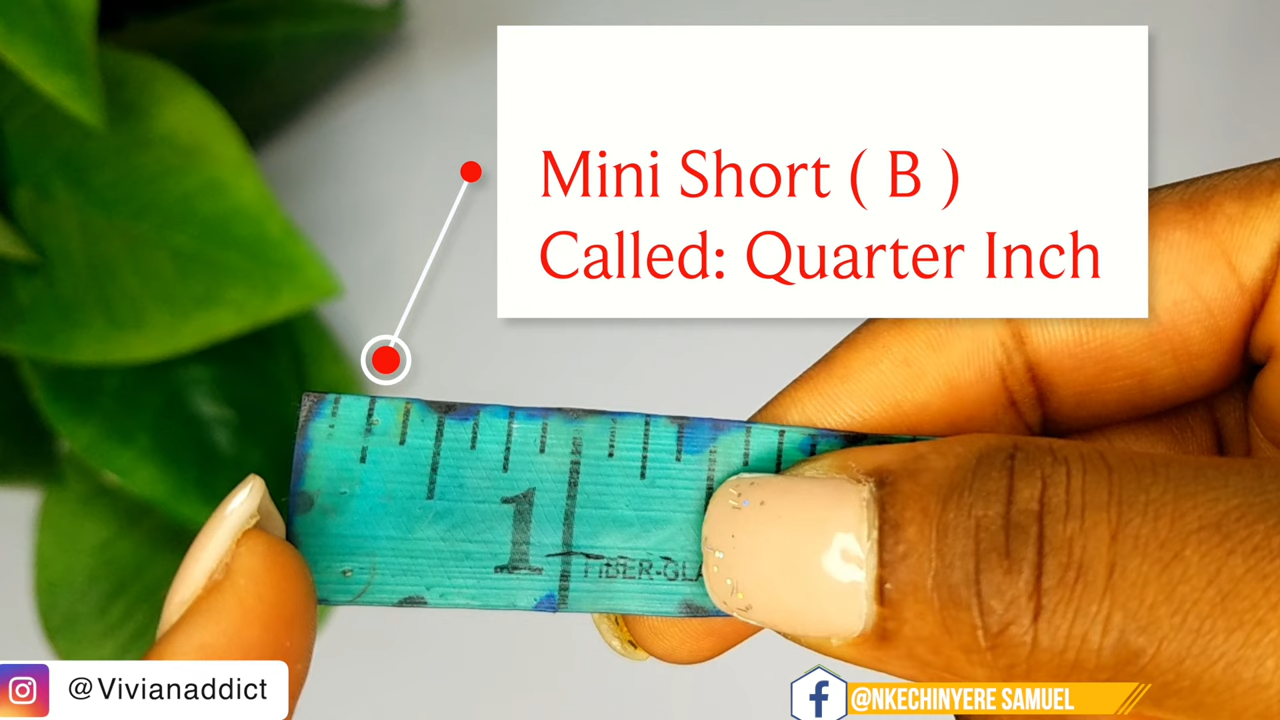 Mini Short ( B )
Called: Quarter Inch
1
@Vivianaddict
@NKECHINYERE SAMUEL